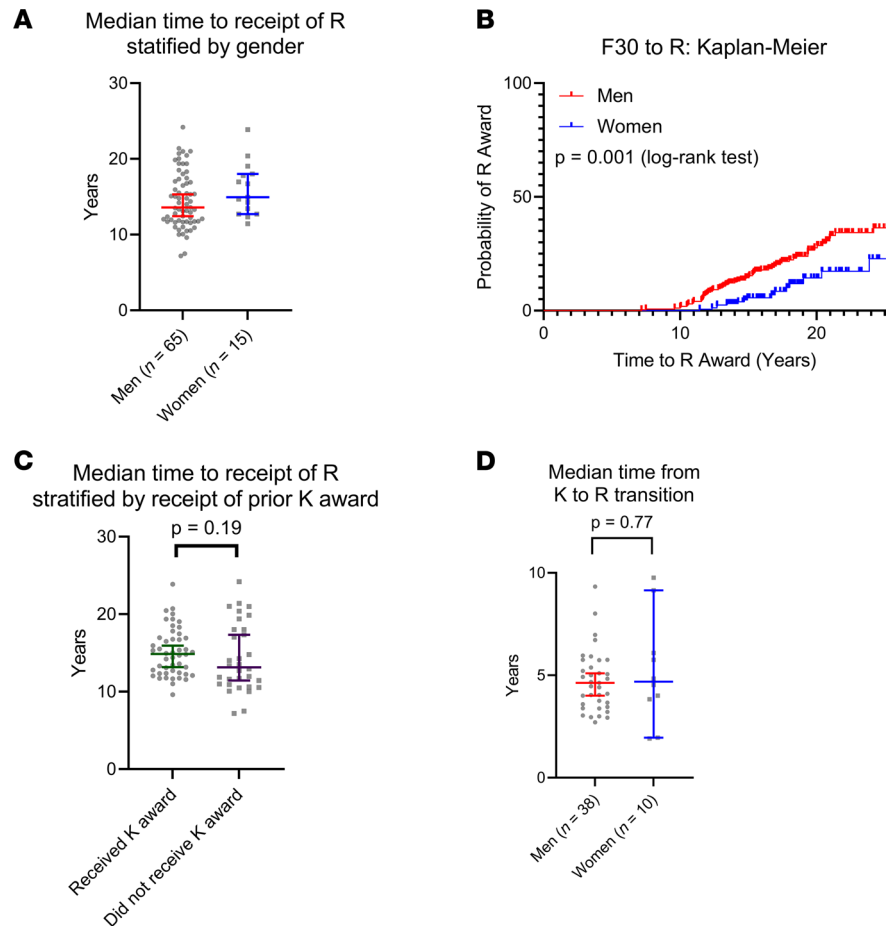 A
Median time to receipt of R
statified by gender
30
20
10
0
Years
Men (n = 65)
Women (n = 15)
B
F30 to R: Kaplan-Meier
100
50
0
Probability of R Award
Men
Women
p = 0.001 (log-rank test)
0
10
20
Time to R Award (Years)
C
Median time to receipt of R
stratified by receipt of prior K award
p = 0.19
30
20
10
0
Years
Received K award
Did not receive K award
D
Median time from
K to R transition
p = 0.77
10
5
0
Years
Men (n = 38)
Women (n = 10)